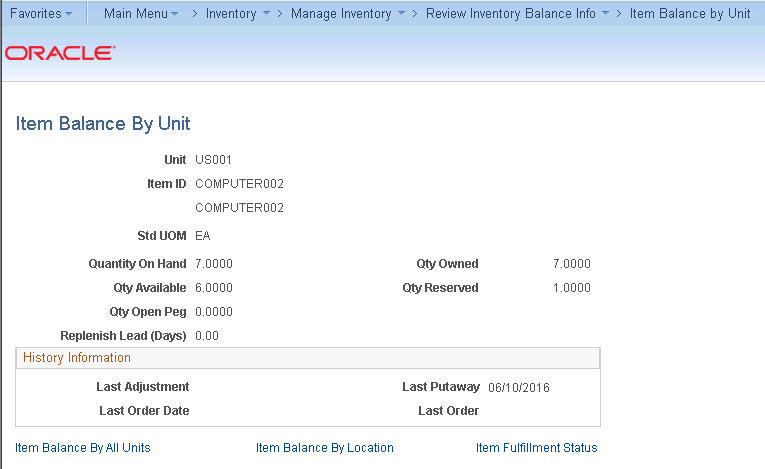 Favorites Main Menu > Inventory > Manage Inventory > Review Inventory Balance Info > Item Balance by Unit
ORACLE®
Item Balance By Unit
Unit US001
Item ID COMPUTER002
COMPUTER002
Std UOM EA
Quantity On Hand 7.0000 Qty Owned 7.0000
Qty Available 6.0000 Qty Reserved 1.0000
Qty Open Peg 0.0000
Replenish Lead (Days) 0.00
History Information
Last Adjustment Last Putaway 06/10/2016
Last Order Date Last Order
Item Balance By All Units Item Balance By Location Item Fulfillment Status